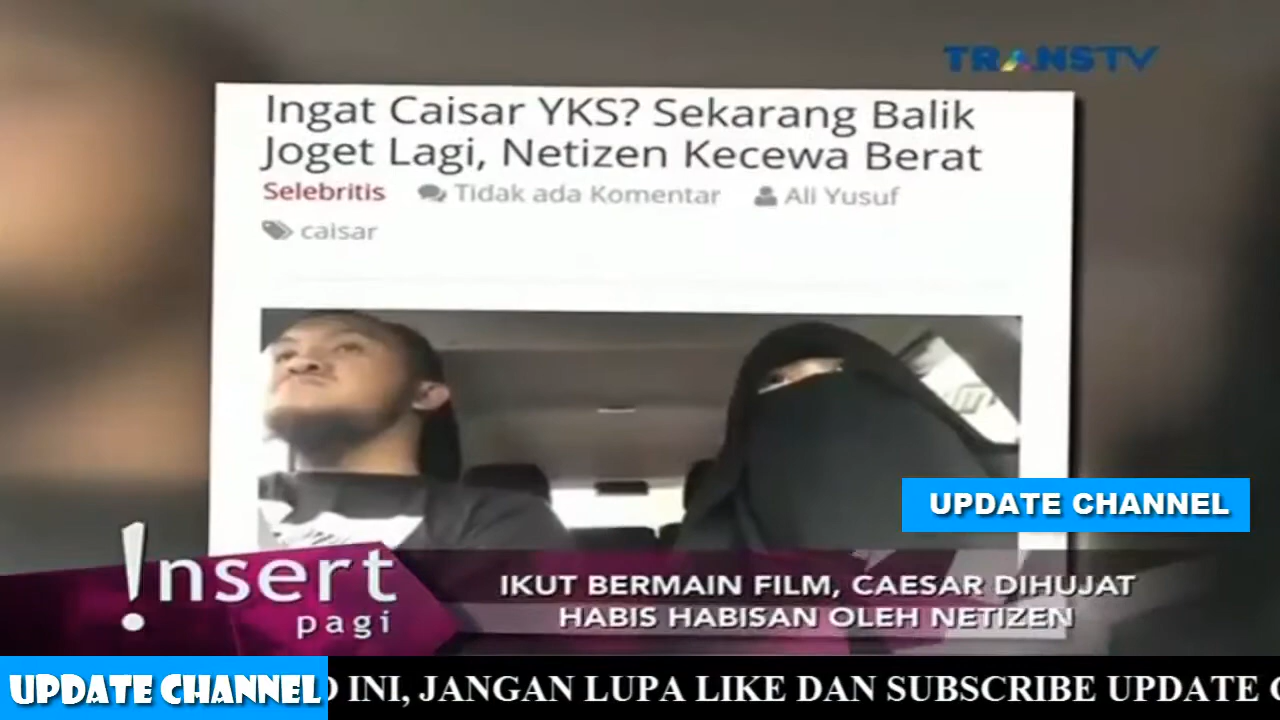 TRANSTV
Ingat Caisar YKS? Sekarang Balik
Joget Lagi, Netizen Kecewa Berat
Selebritis Tidak ada Komentar Ali Yusuf
caisar
UPDATE CHANNEL
!nsert
pagi
IKUT BERMAIN FILM, CAESAR DIHUJAT
HABIS HABISAN OLEH NETIZEN
UPDATE CHANNEL
INI, JANGAN LUPA LIKE DAN SUBSCRIBE UPDATE